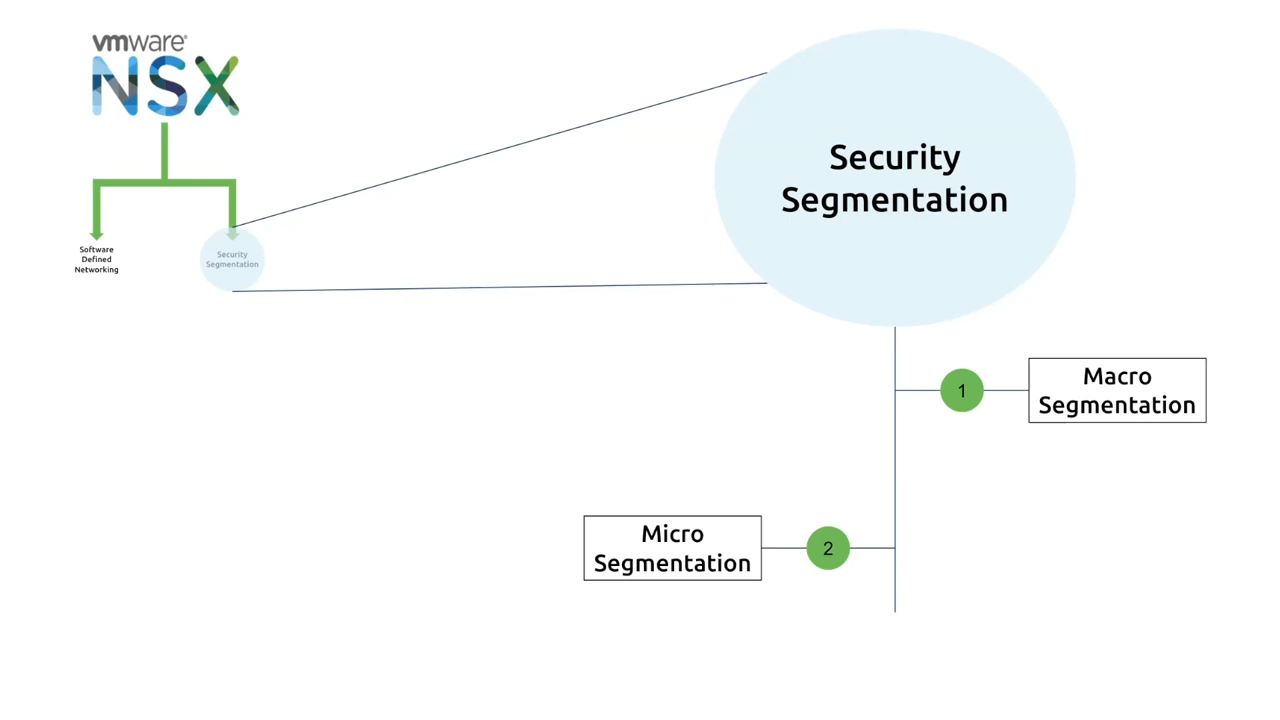 vmware®
NSX
Software
Defined
Networking
Security
Segmentation
Security
Segmentation
1
Macro
Segmentation
Micro
Segmentation
2